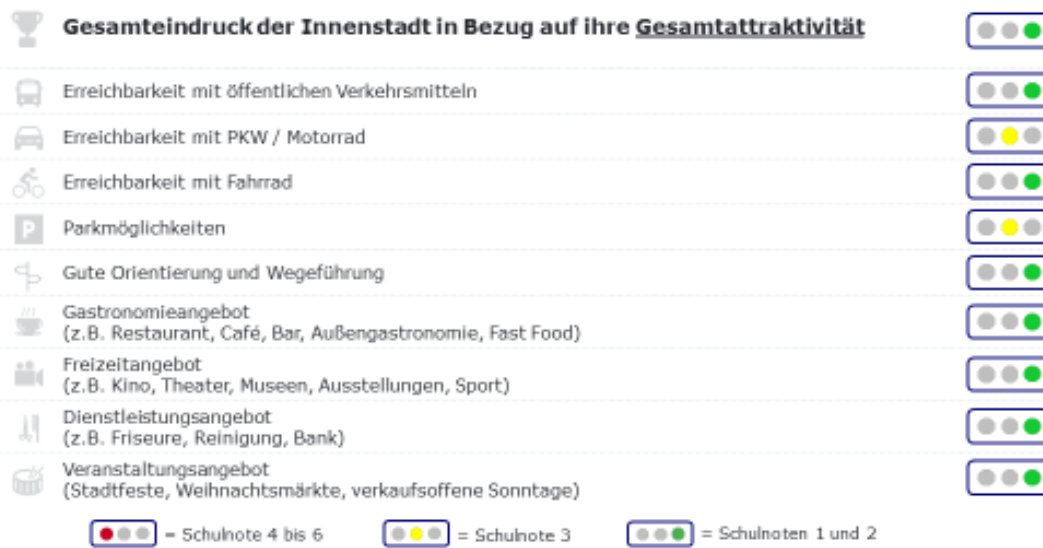 Gesamteindruck der Innenstadt in Bezug auf ihre Gesamtattraktivität
Erreichbarkeit mit öffentlichen Verkehrsmitteln
Erreichbarkeit mit PKW / Motorrad
Erreichbarkeit mit Fahrrad
P Parkmöglichkeiten
Gute Orientierung und Wegeführung
Gastronomieangebot
(z.B. Restaurant, Café, Bar, Außengastronomie, Fast Food)
Freizeitangebot
(z.B. Kino, Theater, Museen, Ausstellungen, Sport)
Dienstleistungsangebot
(z.B. Friseure, Reinigung, Bank)
Veranstaltungsangebot
(Stadtfeste, Weihnachtsmärkte, verkaufsoffene Sonntage)
= Schulnote 4 bis 6 = Schulnote 3 = Schulnoten 1 und 2